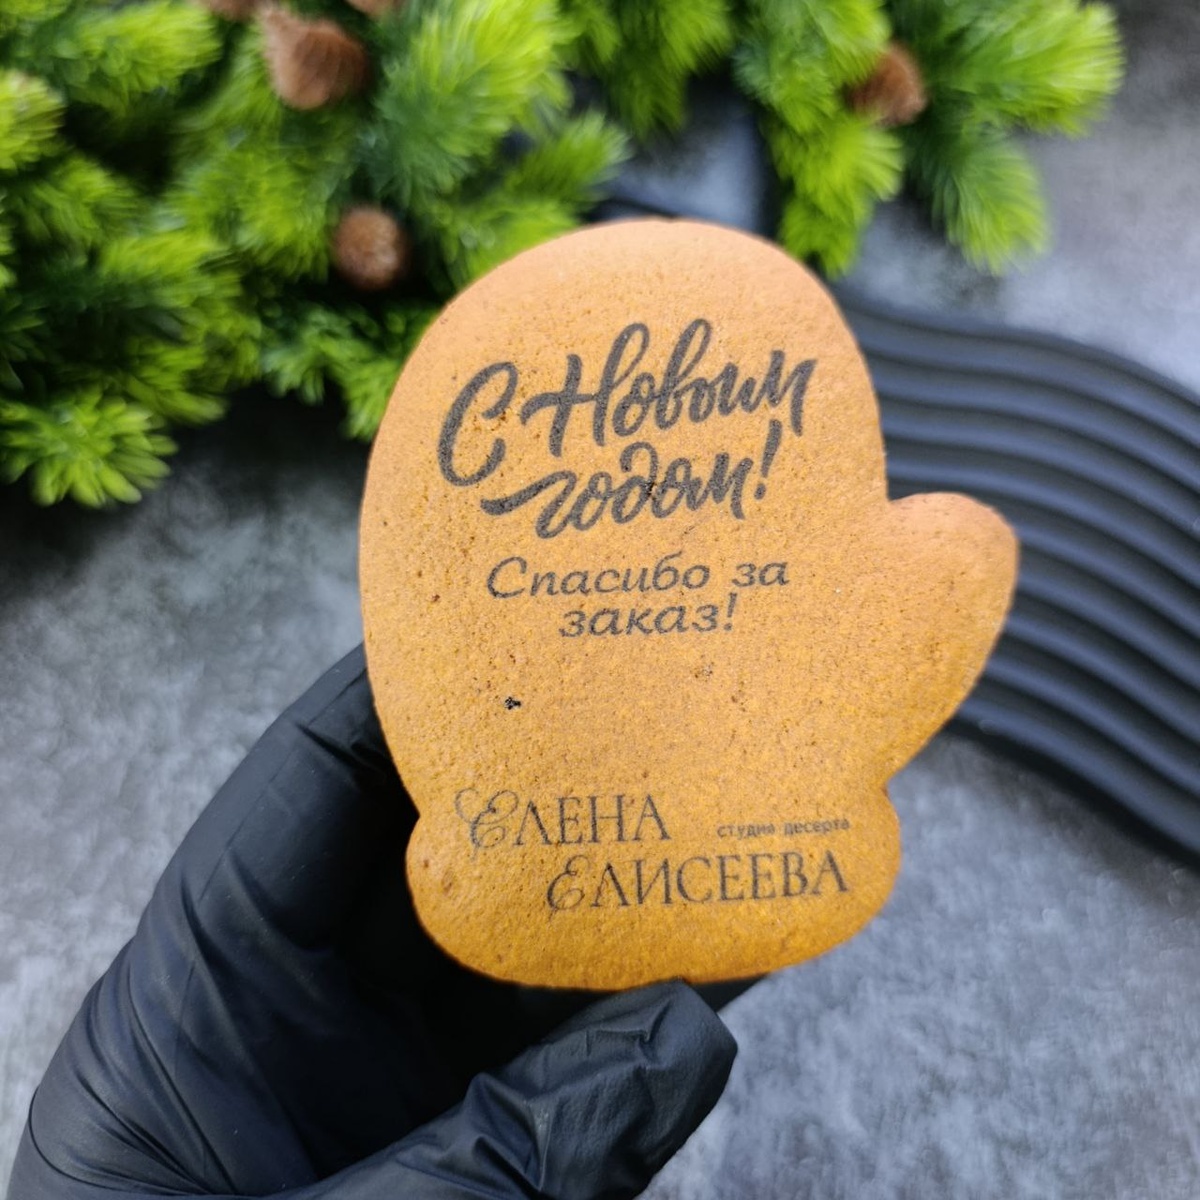 С Новым
годом!
Спасибо за
заказ!
ЕЛЕНА
студия десерта
ЕЛИСЕЕВА